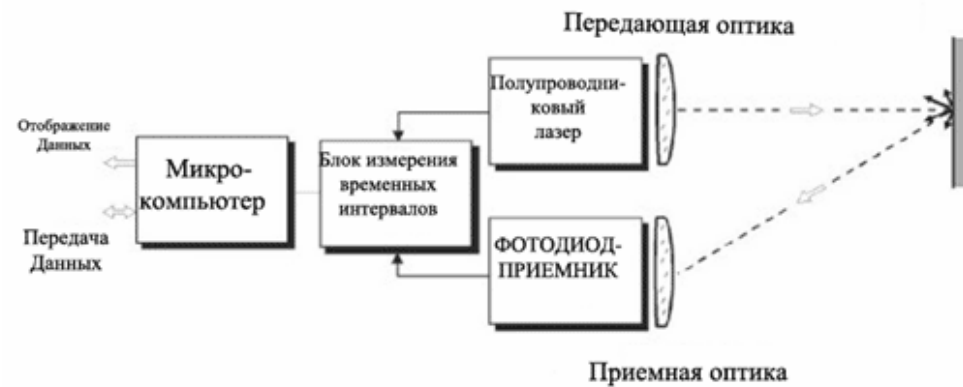 Передающая оптика
Полупроводни-
ковый
лазер
Отображение
Данных
Микро-
компьютер
Блок измерения
временных
интервалов
Передача
Данных
ФОТОДИОД-
ПРИЕМНИК
Приемная оптика